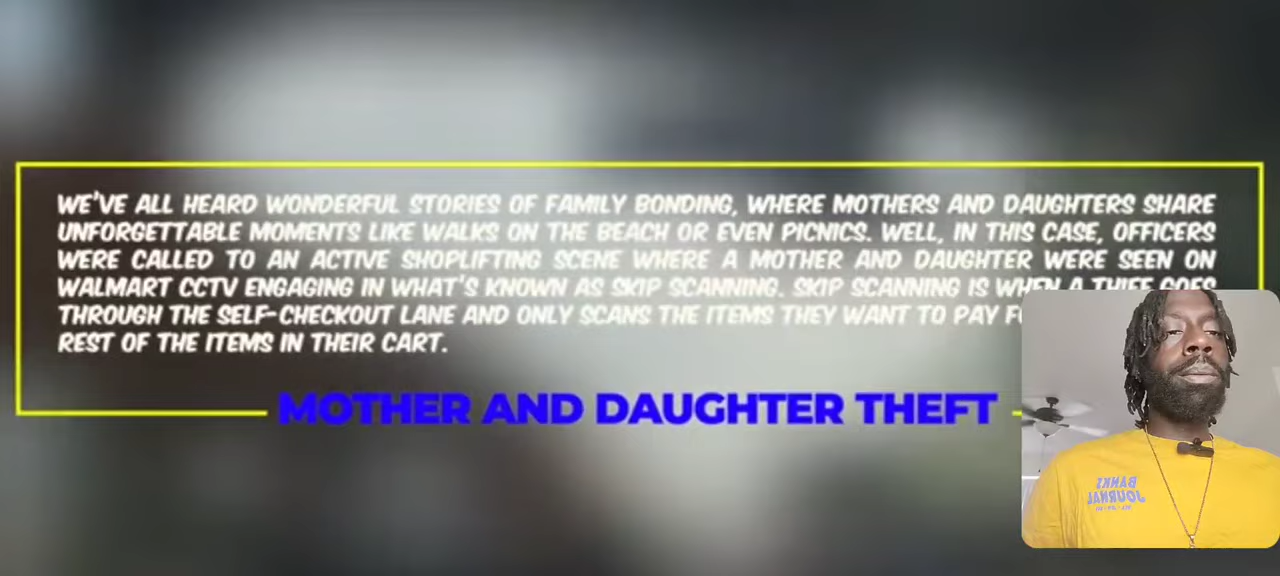 WE'VE ALL HEARD WONDERFUL STORIES OF FAMILY BONDING, WHERE MOTHERS AND DAUGHTERS SHARE
UNFORGETTABLE MOMENTS LIKE WALKS ON THE BEACH OR EVEN PICNICS. WELL, IN THIS CASE, OFFICERS
WERE CALLED TO AN ACTIVE SHOPLIFTING SCENE WHERE A MOTHER AND DAUGHTER WERE SEEN ON
WALMART CCTV ENGAGING IN WHAT'S KNOWN AS SKIP SCANNING. SKIP SCANNING IS WHEN A THIEF GOES
THROUGH THE SELF-CHECKOUT LANE AND ONLY SCANS THE ITEMS THEY WANT TO PAY
REST OF THE ITEMS IN THEIR CART.
MOTHER AND DAUGHTER THEFT
BANKS
JOURNAL